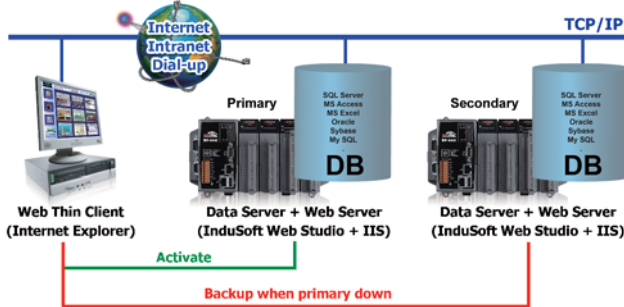 TCP/IP
Internet
Intranet
Dial-up
Primary
SQL Server
MS Access
MS Excel
Oracle
Sybase
My SQL
DB
Secondary
SQL Server
MS Access
MS Excel
Oracle
Sybase
My SQL
DB
Web Thin Client
(Internet Explorer)
Data Server + Web Server
(InduSoft Web Studio + IIS)
Data Server + Web Server
(InduSoft Web Studio + IIS)
Activate
Backup when primary down